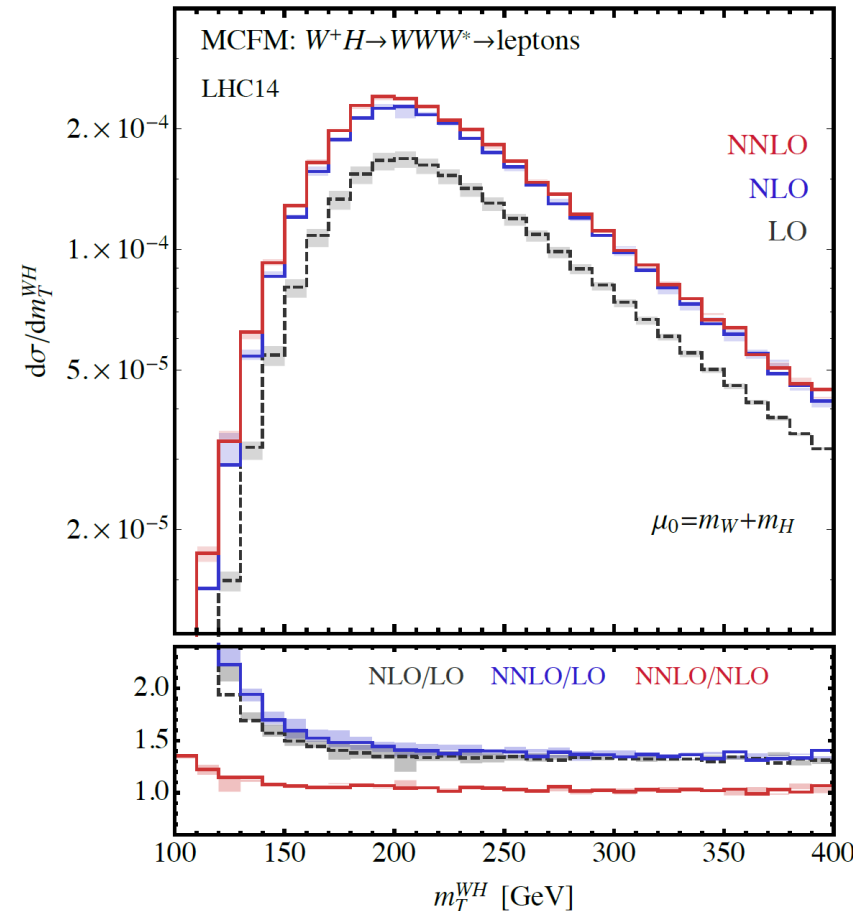 MCFM: W⁺H→WWW*→leptons
LHC14
NNLO
NLO
LO
2.×10⁻⁴
1.×10⁻⁴
5.×10⁻⁵
2.×10⁻⁵
dσ/dm_T^{WH}
μ₀=m_W+m_H
NLO/LO NNLO/LO NNLO/NLO
2.0
1.5
1.0
100 150 200 250 300 350 400
m_T^{WH} [GeV]